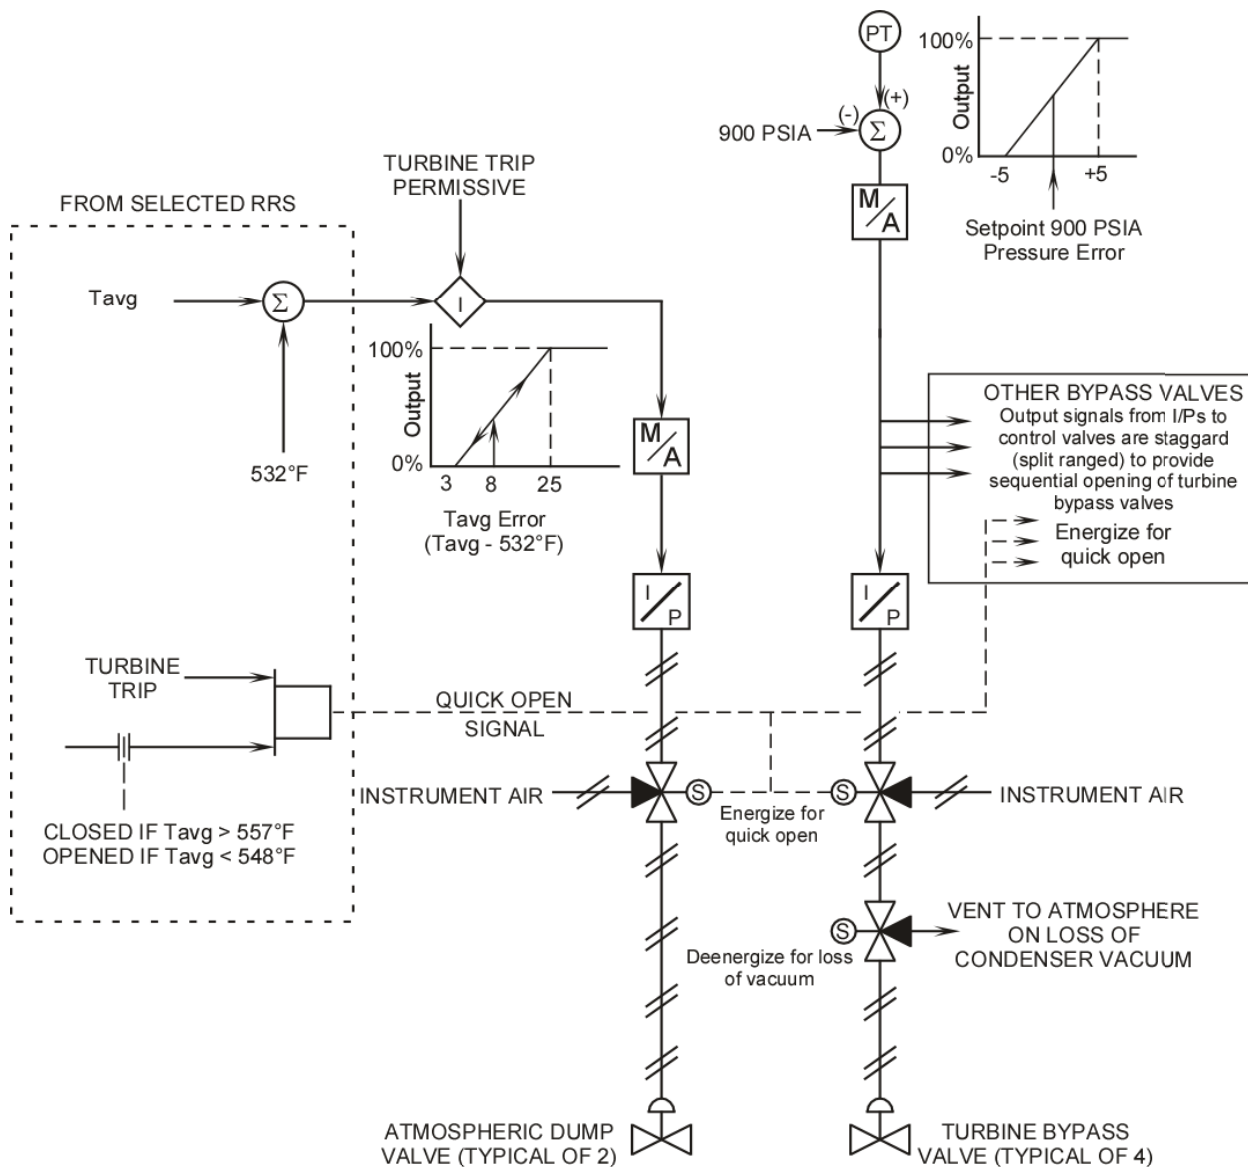 PT
100%
Output
0%
-5
+5
Setpoint 900 PSIA
Pressure Error
(-)
(+)
900 PSIA
Σ
M/A
TURBINE TRIP
PERMISSIVE
FROM SELECTED RRS
Tavg
Σ
532°F
I
100%
Output
0%
3
8
25
Tavg Error
(Tavg - 532°F)
M/A
OTHER BYPASS VALVES
Output signals from I/Ps to
control valves are staggard
(split ranged) to provide
sequential opening of turbine
bypass valves
Energize for
quick open
I/P
I/P
TURBINE
TRIP
QUICK OPEN
SIGNAL
CLOSED IF Tavg > 557°F
OPENED IF Tavg < 548°F
INSTRUMENT AIR
S
S
Energize for
quick open
INSTRUMENT AIR
S
Deenergize for loss
of vacuum
VENT TO ATMOSPHERE
ON LOSS OF
CONDENSER VACUUM
ATMOSPHERIC DUMP
VALVE (TYPICAL OF 2)
TURBINE BYPASS
VALVE (TYPICAL OF 4)